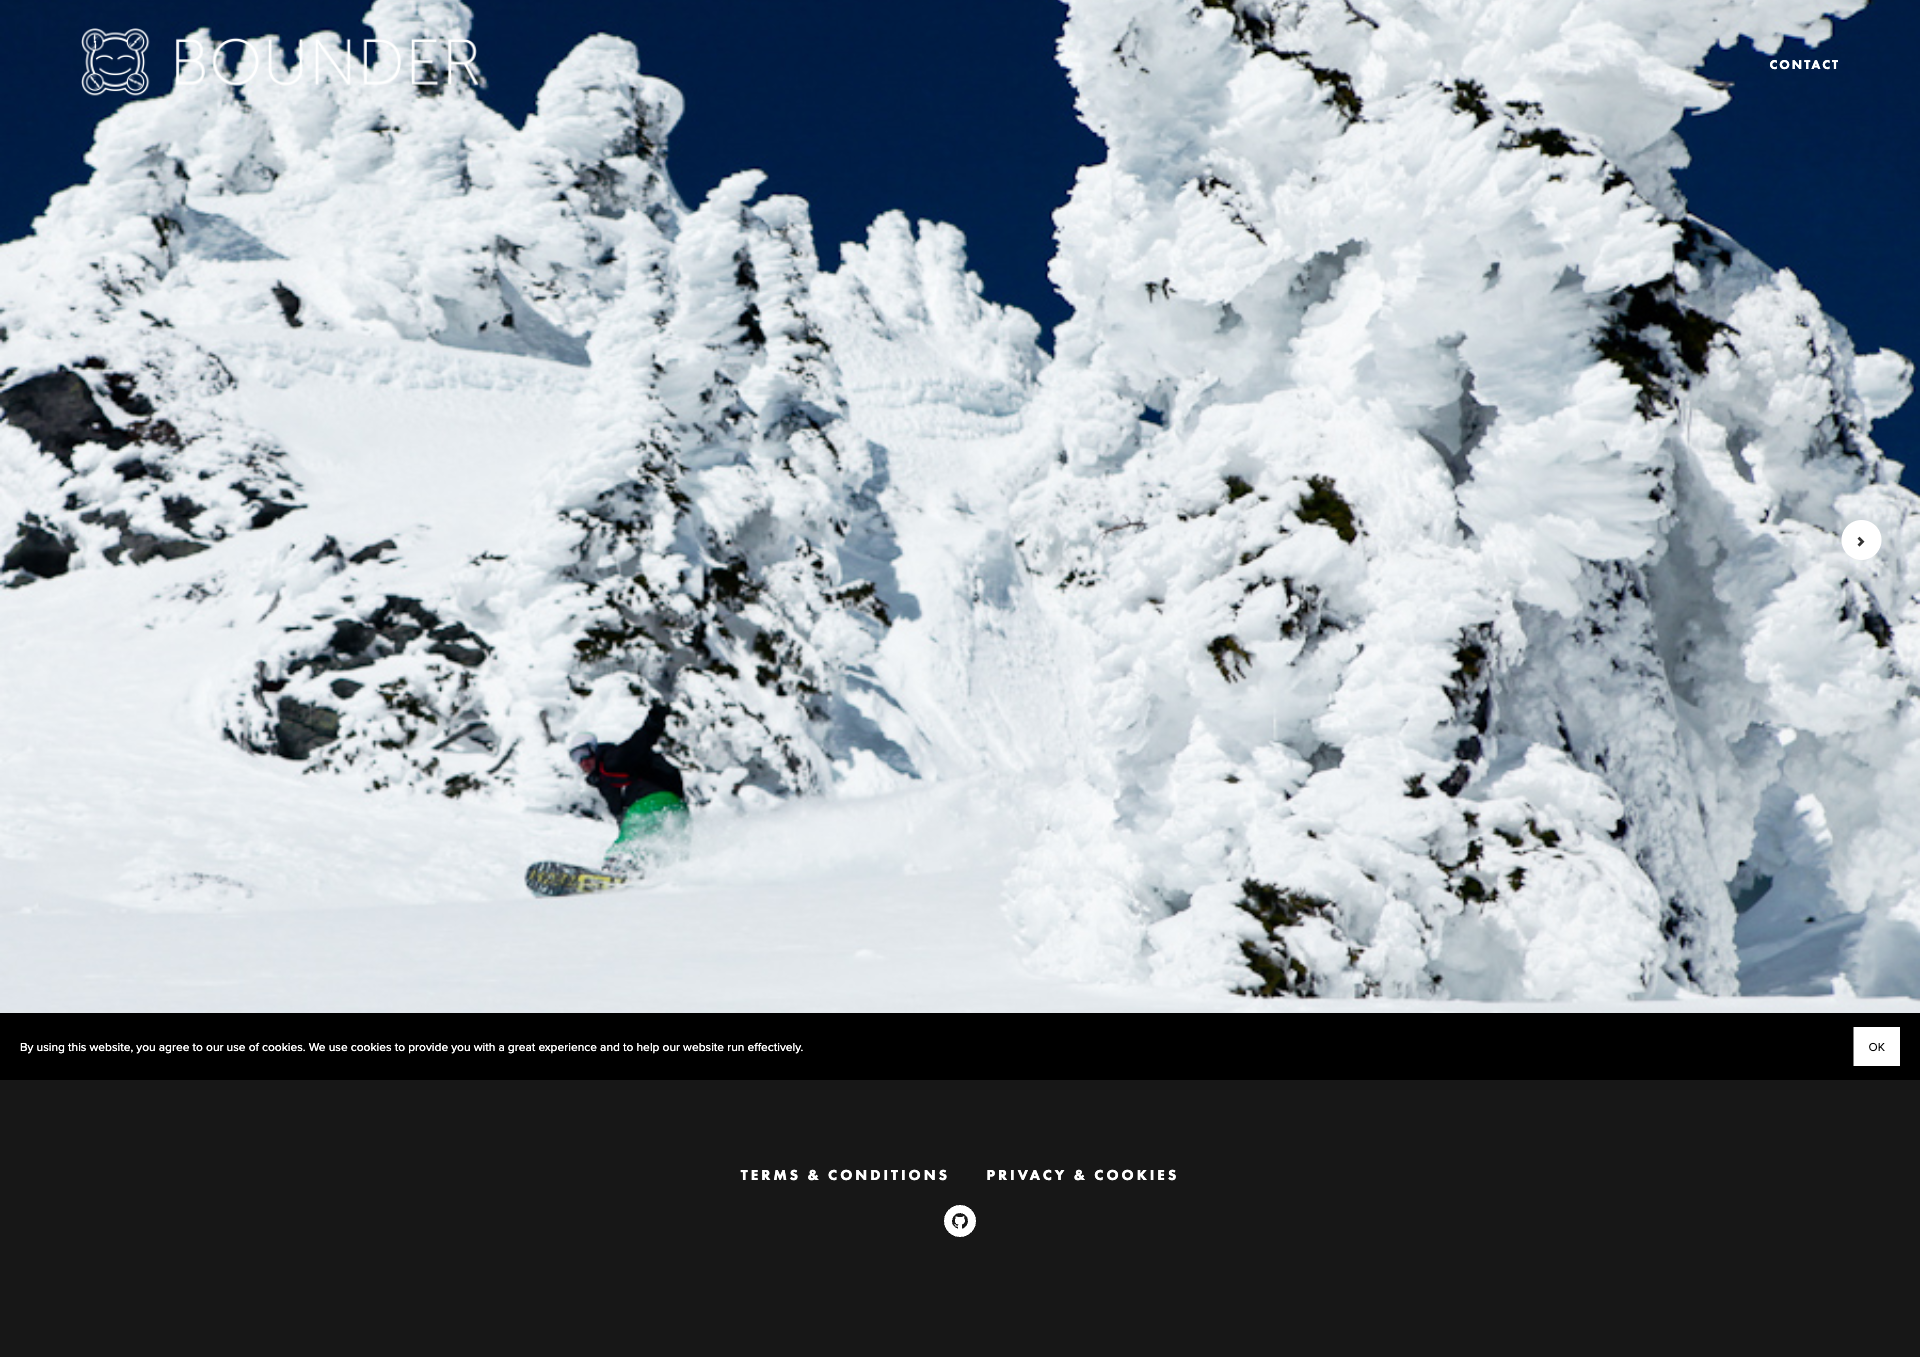 BOUNDER
CONTACT
By using this website, you agree to our use of cookies. We use cookies to provide you with a great experience and to help our website run effectively.
OK
TERMS & CONDITIONS
PRIVACY & COOKIES